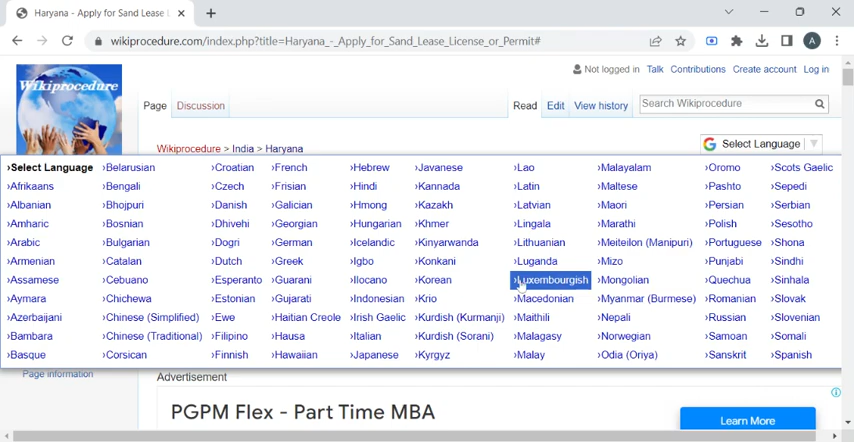 Haryana - Apply for Sand Lease L
wikiprocedure.com/index.php?title=Haryana_-_Apply_for_Sand_Lease_License_or_Permit#
A
Wikiprocedure
Not logged in Talk Contributions Create account Log in
Page Discussion Read Edit View history Search Wikiprocedure
Wikiprocedure > India > Haryana
G Select Language
›Select Language ›Belarusian ›Croatian ›French ›Hebrew ›Javanese ›Lao ›Malayalam ›Oromo ›Scots Gaelic
›Afrikaans ›Bengali ›Czech ›Frisian ›Hindi ›Kannada ›Latin ›Maltese ›Pashto ›Sepedi
›Albanian ›Bhojpuri ›Danish ›Galician ›Hmong ›Kazakh ›Latvian ›Maori ›Persian ›Serbian
›Amharic ›Bosnian ›Dhivehi ›Georgian ›Hungarian ›Khmer ›Lingala ›Marathi ›Polish ›Sesotho
›Arabic ›Bulgarian ›Dogri ›German ›Icelandic ›Kinyarwanda ›Lithuanian ›Meiteilon (Manipuri) ›Portuguese ›Shona
›Armenian ›Catalan ›Dutch ›Greek ›Igbo ›Konkani ›Luganda ›Mizo ›Punjabi ›Sindhi
›Assamese ›Cebuano ›Esperanto ›Guarani ›Ilocano ›Korean ›Luxembourgish ›Mongolian ›Quechua ›Sinhala
›Aymara ›Chichewa ›Estonian ›Gujarati ›Indonesian ›Krio ›Macedonian ›Myanmar (Burmese) ›Romanian ›Slovak
›Azerbaijani ›Chinese (Simplified) ›Ewe ›Haitian Creole ›Irish Gaelic ›Kurdish (Kurmanji) ›Maithili ›Nepali ›Russian ›Slovenian
›Bambara ›Chinese (Traditional) ›Filipino ›Hausa ›Italian ›Kurdish (Sorani) ›Malagasy ›Norwegian ›Samoan ›Somali
›Basque ›Corsican ›Finnish ›Hawaiian ›Japanese ›Kyrgyz ›Malay ›Odia (Oriya) ›Sanskrit ›Spanish
Page information
Advertisement
PGPM Flex - Part Time MBA
Learn More